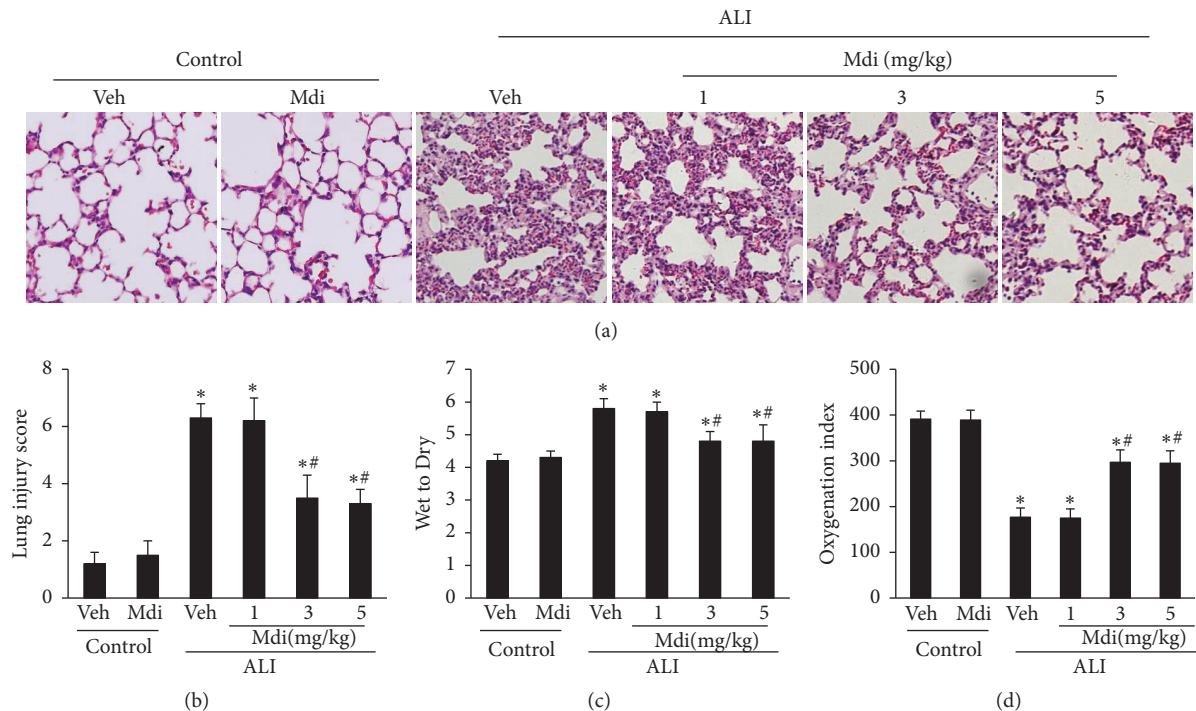 ALI
Control
Mdi (mg/kg)
Veh Mdi Veh 1 3 5
(a)
8
6
4
2
0
Lung injury score
* * *# *#
Veh Mdi Veh 1 3 5
Control
Mdi(mg/kg)
ALI
(b)
7
6
5
4
3
2
1
0
Wet to Dry
* * *# *#
Veh Mdi Veh 1 3 5
Control
Mdi(mg/kg)
ALI
(c)
500
400
300
200
100
0
Oxygenation index
* * *# *#
Veh Mdi Veh 1 3 5
Control
Mdi(mg/kg)
ALI
(d)